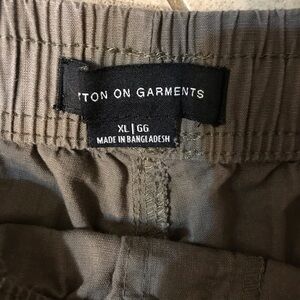 TON ON GARMENTS
XL | GG
MADE IN BANGLADESH